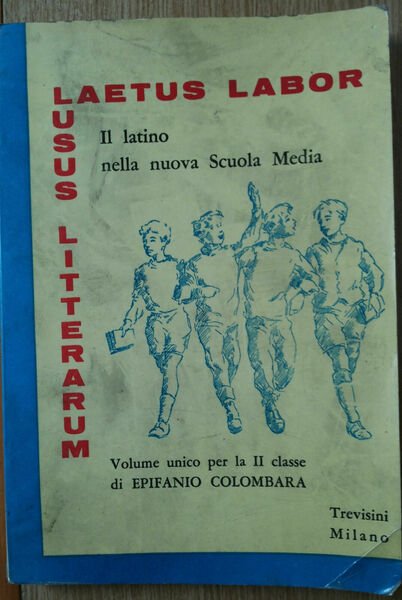 LAETUS LABOR
LUSUS LITTERARUM
Il latino
nella nuova Scuola Media
Volume unico per la II classe
di EPIFANIO COLOMBARA
Trevisini
Milano